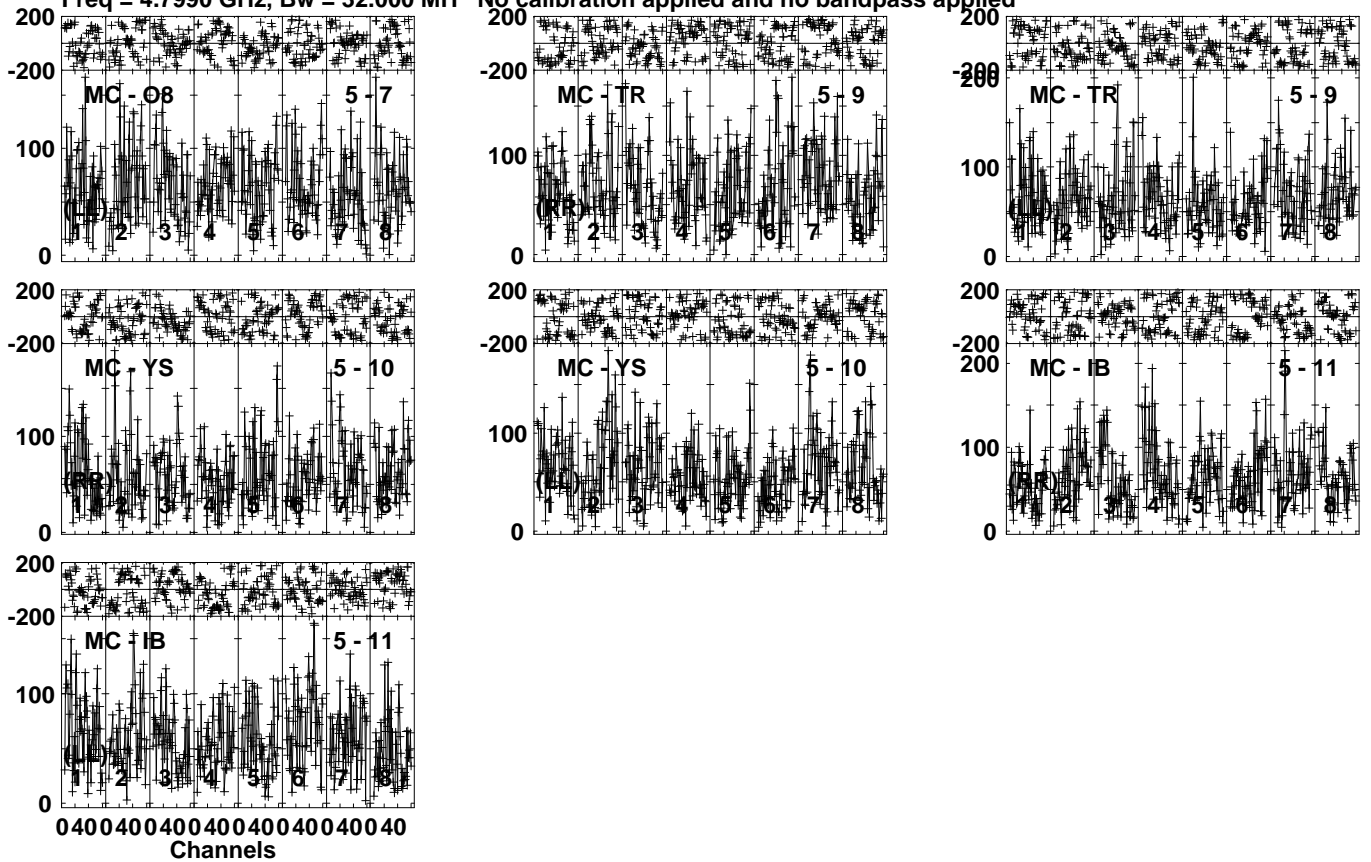 Freq = 4.7990 GHz, Bw = 32.000 MH No calibration applied and no bandpass applied
200 200 200
-200 -200 -200
200
MC - O8 5 - 7 MC - TR 5 - 9 MC - TR 5 - 9
100 100 100
(LL) (RR) (LL)
1 2 3 4 5 6 7 8 1 2 3 4 5 6 7 8 1 2 3 4 5 6 7 8
0 0 0
200 200 200
-200 -200 -200
200
MC - YS 5 - 10 MC - YS 5 - 10 MC - IB 5 - 11
100 100 100
(RR) (LL) (RR)
1 2 3 4 5 6 7 8 1 2 3 4 5 6 7 8 1 2 3 4 5 6 7 8
0 0 0
200
-200
MC - IB 5 - 11
100
(LL)
1 2 3 4 5 6 7 8
0
0 40 0 40 0 40 0 40 0 40 0 40 0 40 0 40
Channels